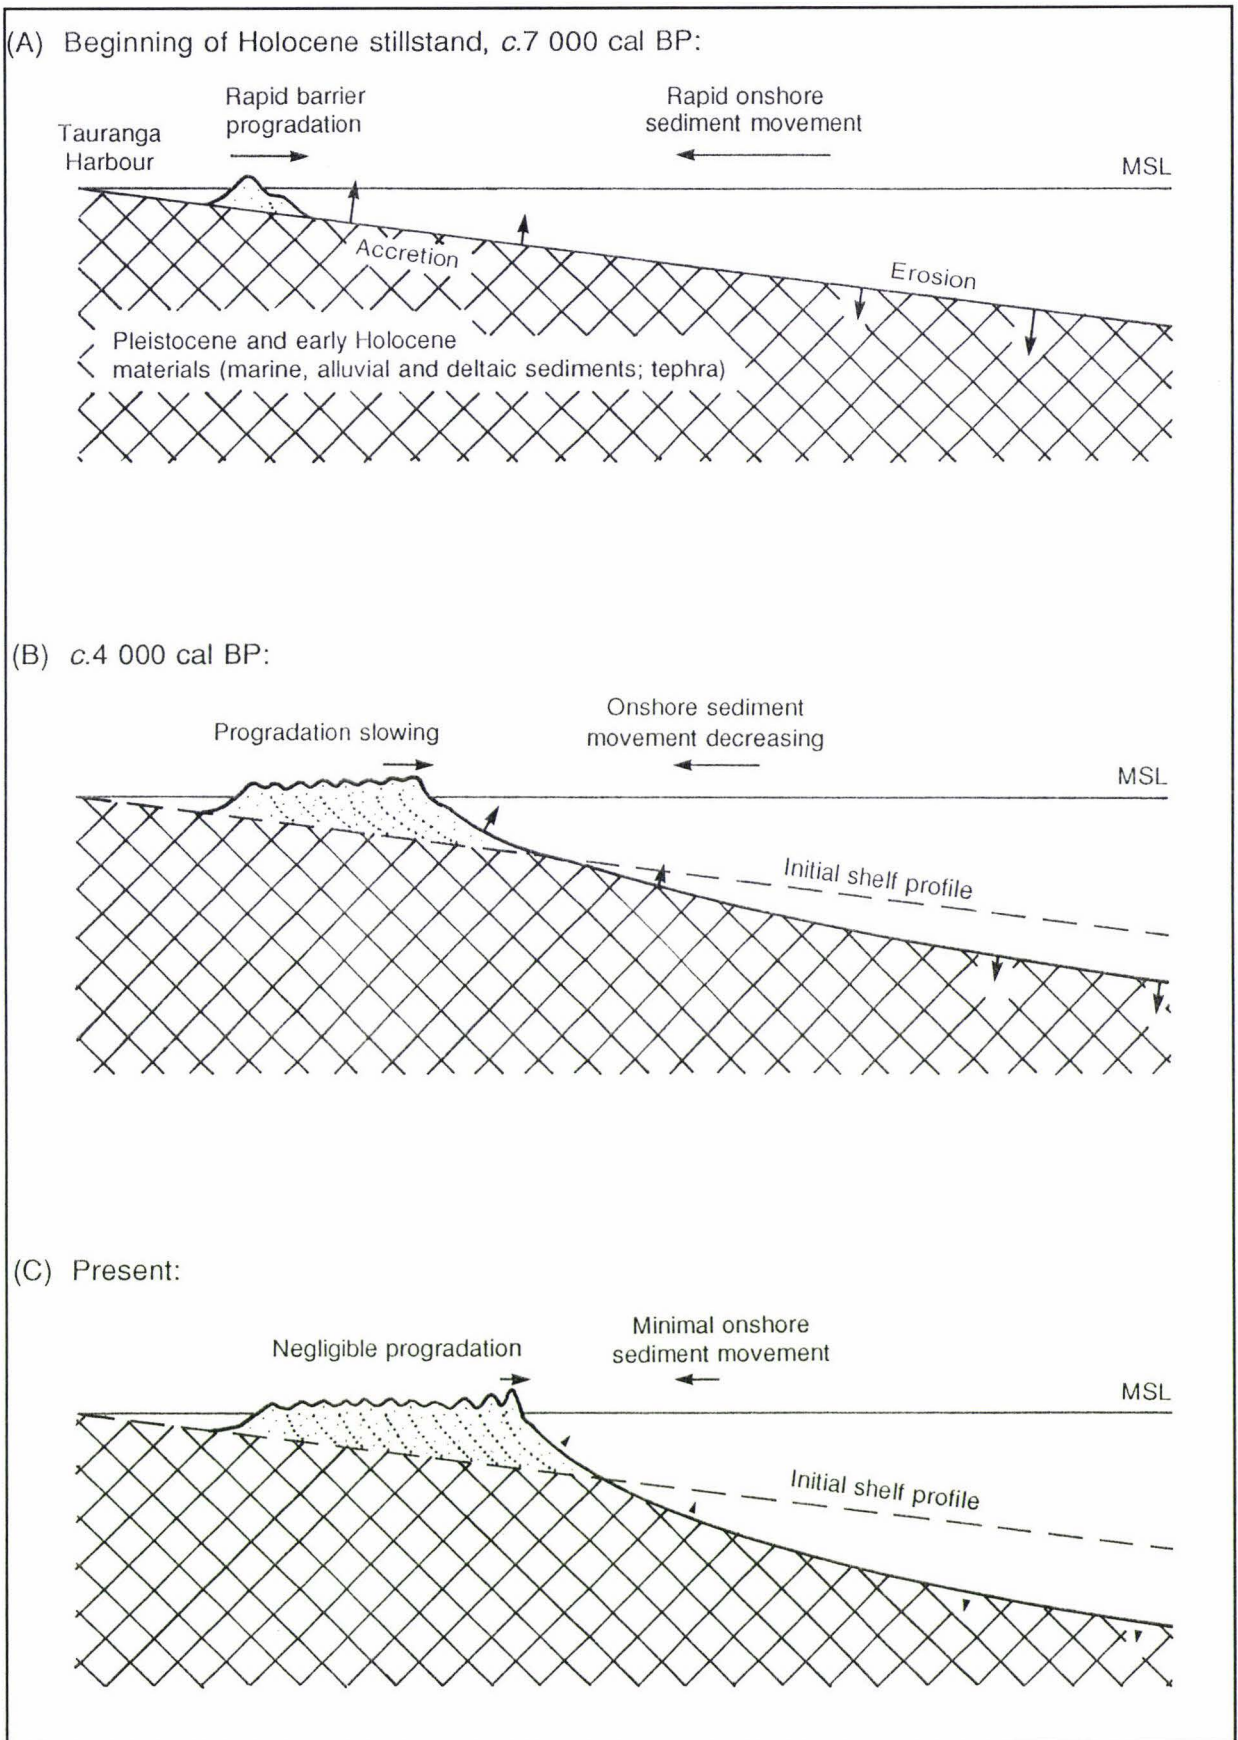 (A) Beginning of Holocene stillstand, c.7 000 cal BP:
Rapid barrier
progradation
Rapid onshore
sediment movement
Tauranga
Harbour
MSL
Accretion
Erosion
Pleistocene and early Holocene
materials (marine, alluvial and deltaic sediments; tephra)
(B) c.4 000 cal BP:
Progradation slowing
Onshore sediment
movement decreasing
MSL
Initial shelf profile
(C) Present:
Negligible progradation
Minimal onshore
sediment movement
MSL
Initial shelf profile